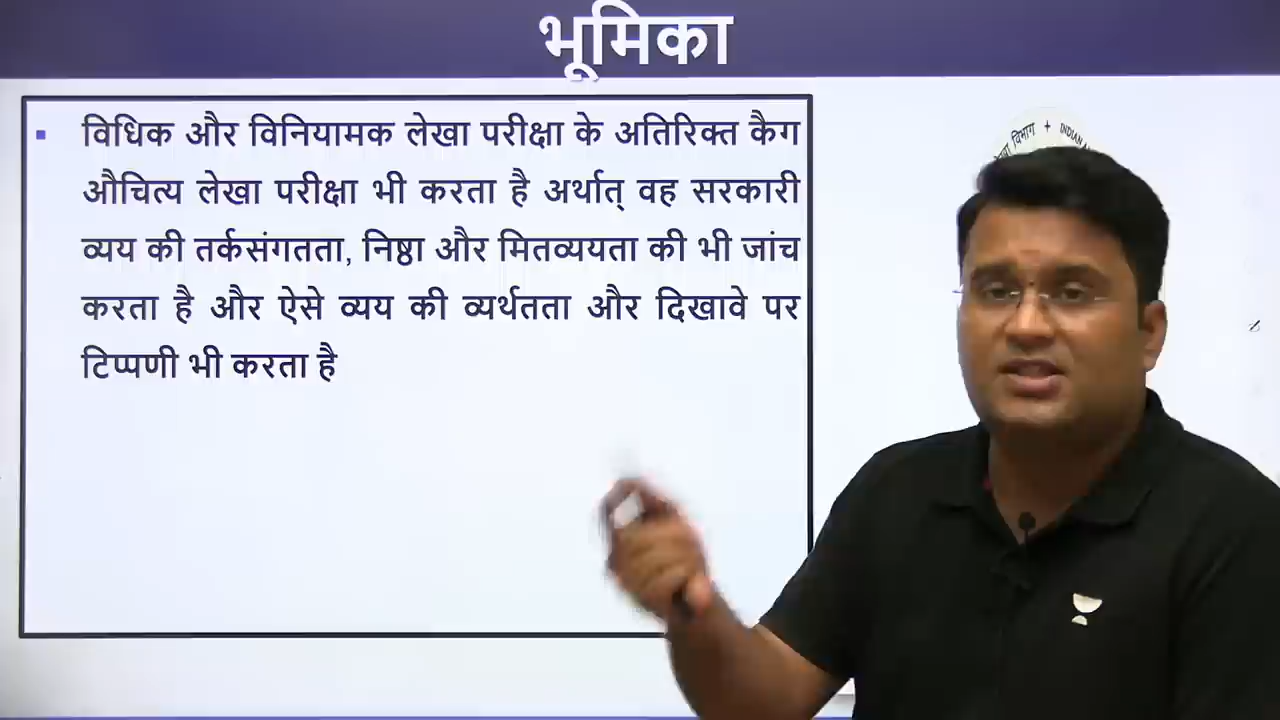 भूमिका
विधिक और विनियामक लेखा परीक्षा के अतिरिक्त कैग
औचित्य लेखा परीक्षा भी करता है अर्थात् वह सरकारी
व्यय की तर्कसंगतता, निष्ठा और मितव्ययता की भी जांच
करता है और ऐसे व्यय की व्यर्थतता और दिखावे पर
टिप्पणी भी करता है
विभाग + INDIAN